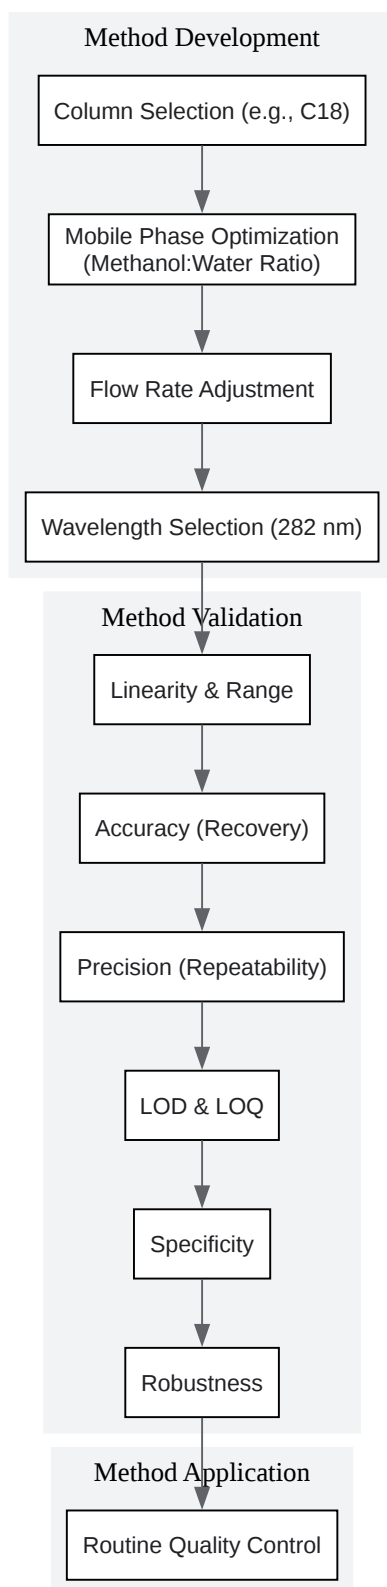 Method Development
Column Selection (e.g., C18)
Mobile Phase Optimization
(Methanol:Water Ratio)
Flow Rate Adjustment
Wavelength Selection (282 nm)
Method Validation
Linearity & Range
Accuracy (Recovery)
Precision (Repeatability)
LOD & LOQ
Specificity
Robustness
Method Application
Routine Quality Control